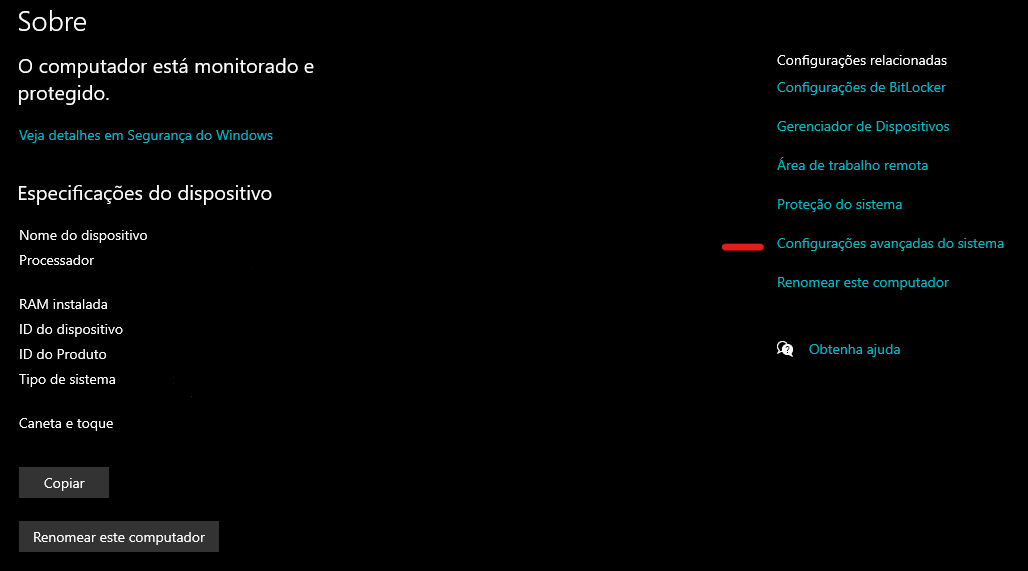 Sobre
O computador está monitorado e
protegido.
Veja detalhes em Segurança do Windows
Especificações do dispositivo
Nome do dispositivo
Processador
RAM instalada
ID do dispositivo
ID do Produto
Tipo de sistema
Caneta e toque
Copiar
Renomear este computador
Configurações relacionadas
Configurações de BitLocker
Gerenciador de Dispositivos
Área de trabalho remota
Proteção do sistema
Configurações avançadas do sistema
Renomear este computador
Obtenha ajuda